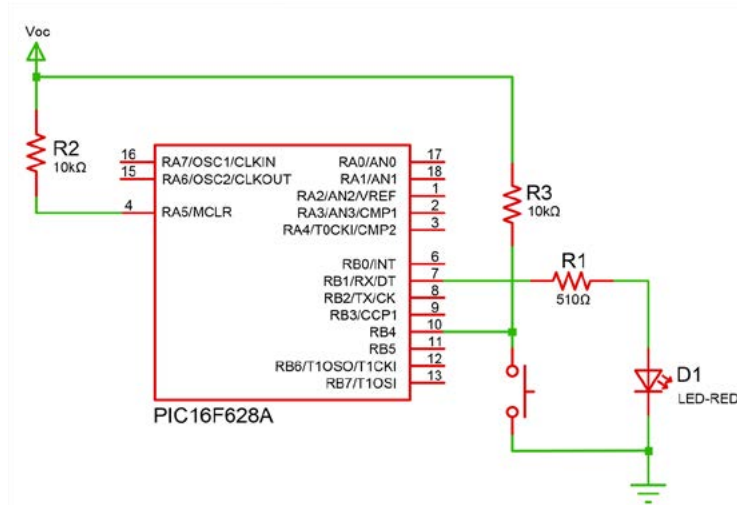 Voc
R2
10kΩ
16 RA7/OSC1/CLKIN
15 RA6/OSC2/CLKOUT
4 RA5/MCLR
RA0/AN0 17
RA1/AN1 18
RA2/AN2/VREF 1
RA3/AN3/CMP1 2
RA4/T0CKI/CMP2 3
RB0/INT 6
RB1/RX/DT 7
RB2/TX/CK 8
RB3/CCP1 9
RB4 10
RB5 11
RB6/T1OSO/T1CKI 12
RB7/T1OSI 13
PIC16F628A
R3
10kΩ
R1
510Ω
D1
LED-RED